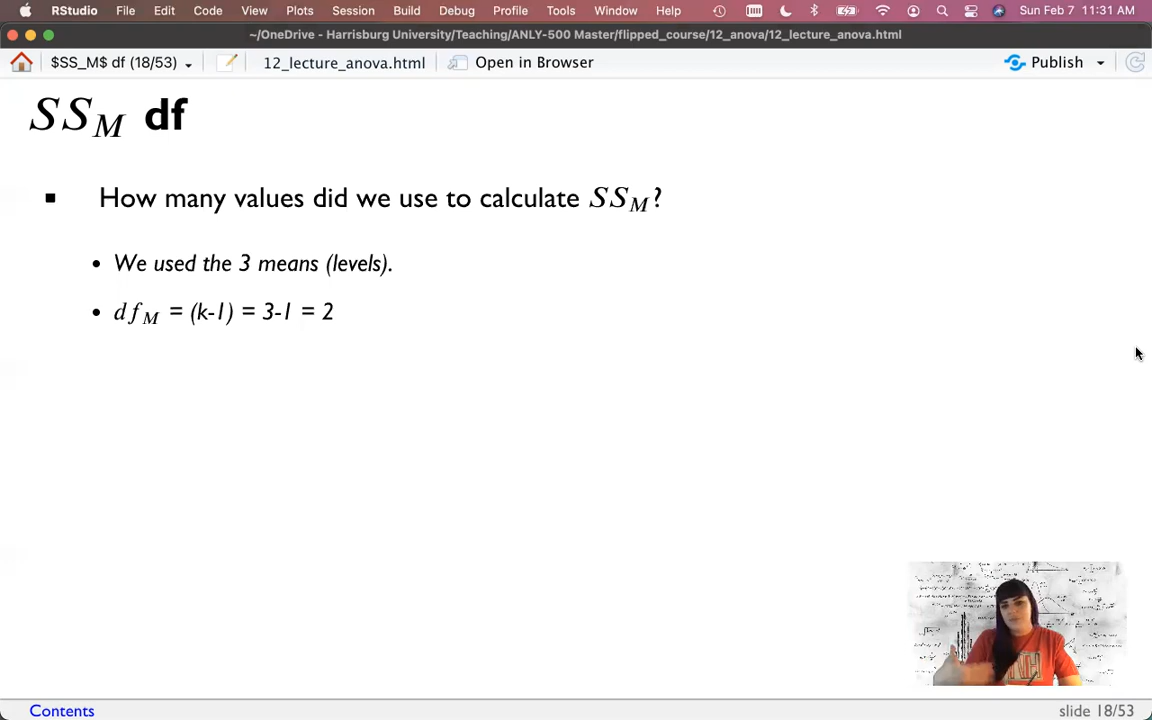 RStudio File Edit Code View Plots Session Build Debug Profile Tools Window Help Sun Feb 7 11:31 AM
~/OneDrive - Harrisburg University/Teaching/ANLY-500 Master/flipped_course/12_anova/12_lecture_anova.html
$SS_M$ df (18/53) 12_lecture_anova.html Open in Browser Publish
SS_M df
How many values did we use to calculate SS_M?
We used the 3 means (levels).
df_M = (k-1) = 3-1 = 2
Contents slide 18/53